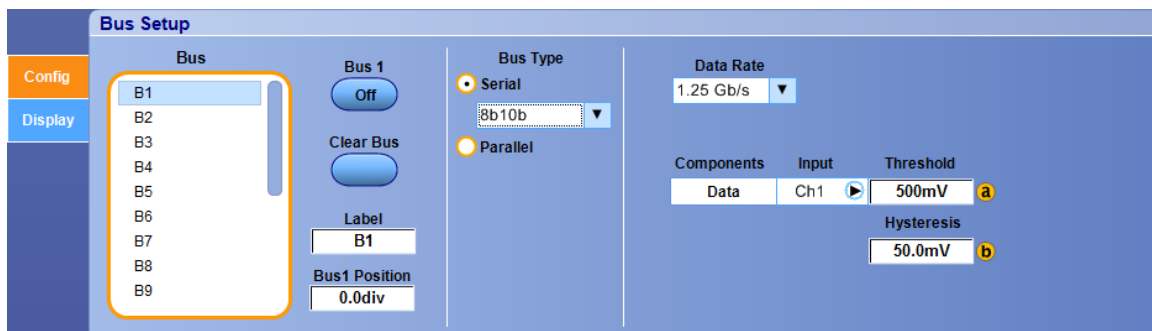 Bus Setup
Config
Display
Bus
B1
B2
B3
B4
B5
B6
B7
B8
B9
Bus 1
Off
Clear Bus
Label
B1
Bus1 Position
0.0div
Bus Type
Serial
8b10b
Parallel
Data Rate
1.25 Gb/s
Components Input Threshold
Data Ch1 500mV a
Hysteresis
50.0mV b